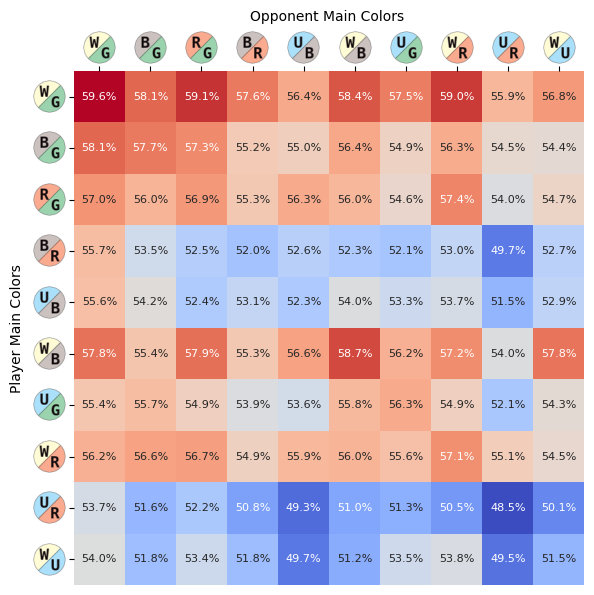 Opponent Main Colors
W G B G R G B R U B W B U G W R U R W U
W G 59.6% 58.1% 59.1% 57.6% 56.4% 58.4% 57.5% 59.0% 55.9% 56.8%
B G 58.1% 57.7% 57.3% 55.2% 55.0% 56.4% 54.9% 56.3% 54.5% 54.4%
R G 57.0% 56.0% 56.9% 55.3% 56.3% 56.0% 54.6% 57.4% 54.0% 54.7%
B R 55.7% 53.5% 52.5% 52.0% 52.6% 52.3% 52.1% 53.0% 49.7% 52.7%
U B 55.6% 54.2% 52.4% 53.1% 52.3% 54.0% 53.3% 53.7% 51.5% 52.9%
W B 57.8% 55.4% 57.9% 55.3% 56.6% 58.7% 56.2% 57.2% 54.0% 57.8%
U G 55.4% 55.7% 54.9% 53.9% 53.6% 55.8% 56.3% 54.9% 52.1% 54.3%
W R 56.2% 56.6% 56.7% 54.9% 55.9% 56.0% 55.6% 57.1% 55.1% 54.5%
U R 53.7% 51.6% 52.2% 50.8% 49.3% 51.0% 51.3% 50.5% 48.5% 50.1%
W U 54.0% 51.8% 53.4% 51.8% 49.7% 51.2% 53.5% 53.8% 49.5% 51.5%
Player Main Colors